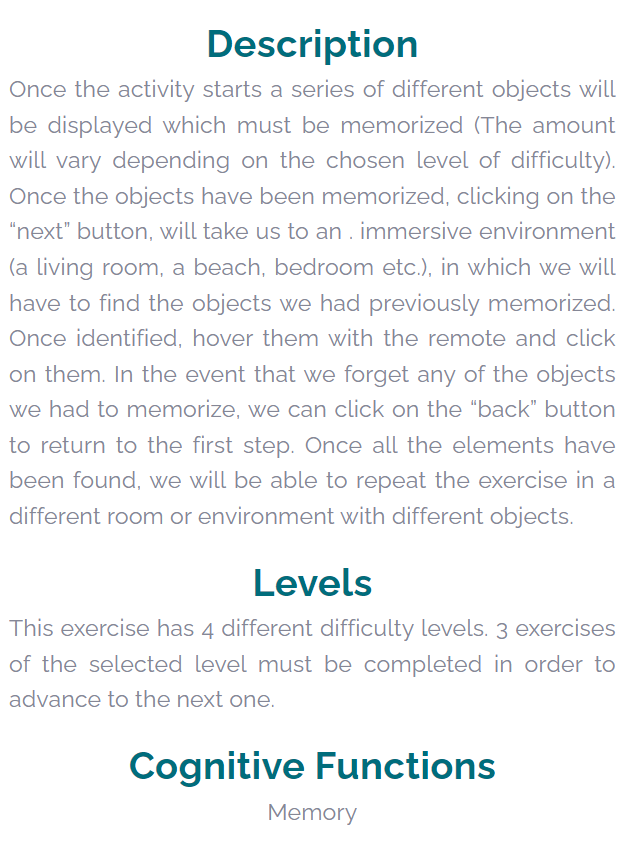 Description
Once the activity starts a series of different objects will
be displayed which must be memorized (The amount
will vary depending on the chosen level of difficulty).
Once the objects have been memorized, clicking on the
“next” button, will take us to an . immersive environment
(a living room, a beach, bedroom etc.), in which we will
have to find the objects we had previously memorized.
Once identified, hover them with the remote and click
on them. In the event that we forget any of the objects
we had to memorize, we can click on the “back” button
to return to the first step. Once all the elements have
been found, we will be able to repeat the exercise in a
different room or environment with different objects.
Levels
This exercise has 4 different difficulty levels. 3 exercises
of the selected level must be completed in order to
advance to the next one.
Cognitive Functions
Memory